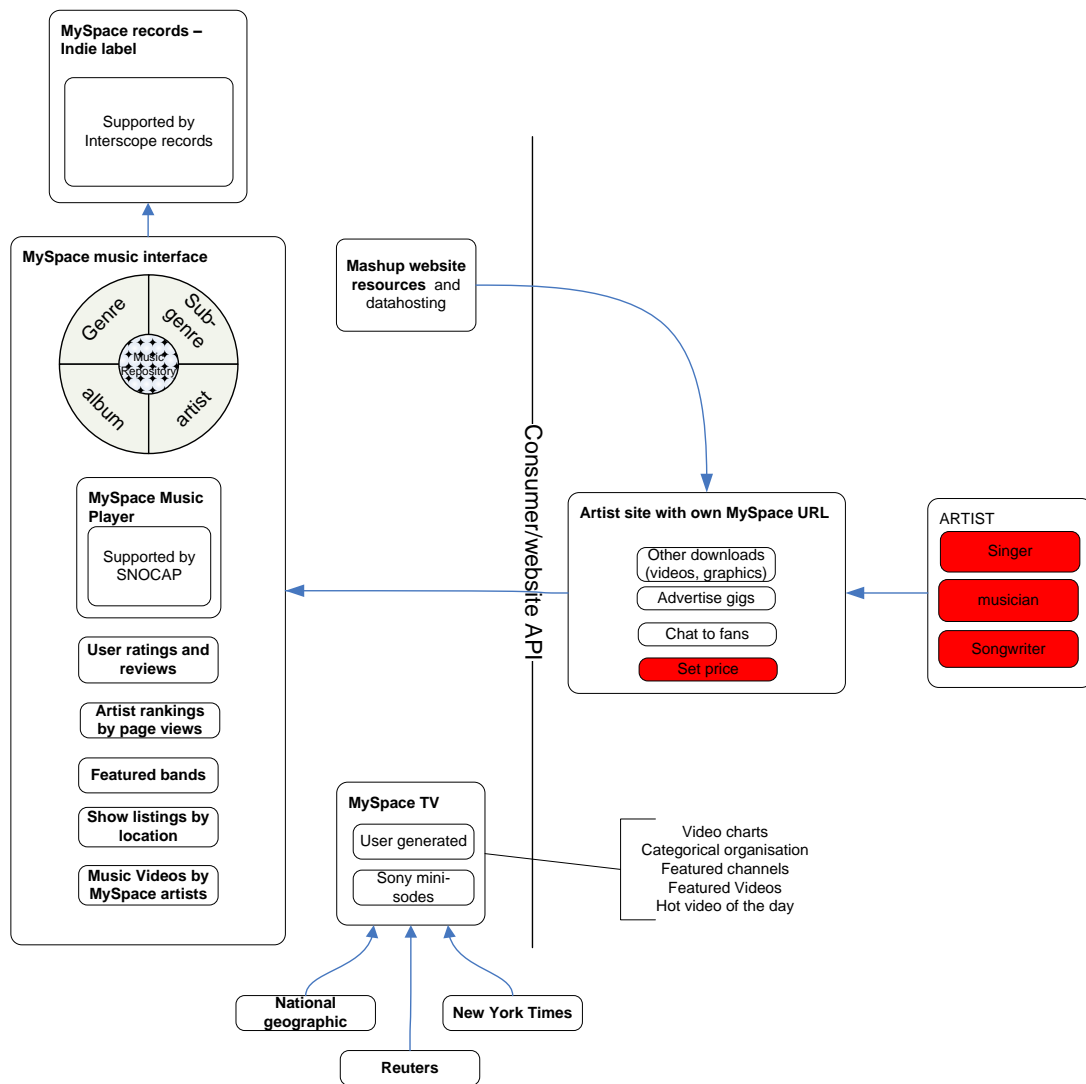 MySpace records –
Indie label
Supported by
Interscope records
MySpace music interface
Genre
Sub-
genre
Music
Repository
album
artist
MySpace Music
Player
Supported by
SNOCAP
User ratings and
reviews
Artist rankings
by page views
Featured bands
Show listings by
location
Music Videos by
MySpace artists
Mashup website
resources and
datahosting
Consumer/website API
Artist site with own MySpace URL
Other downloads
(videos, graphics)
Advertise gigs
Chat to fans
Set price
ARTIST
Singer
musician
Songwriter
MySpace TV
User generated
Sony mini-
sodes
Video charts
Categorical organisation
Featured channels
Featured Videos
Hot video of the day
National
geographic
New York Times
Reuters